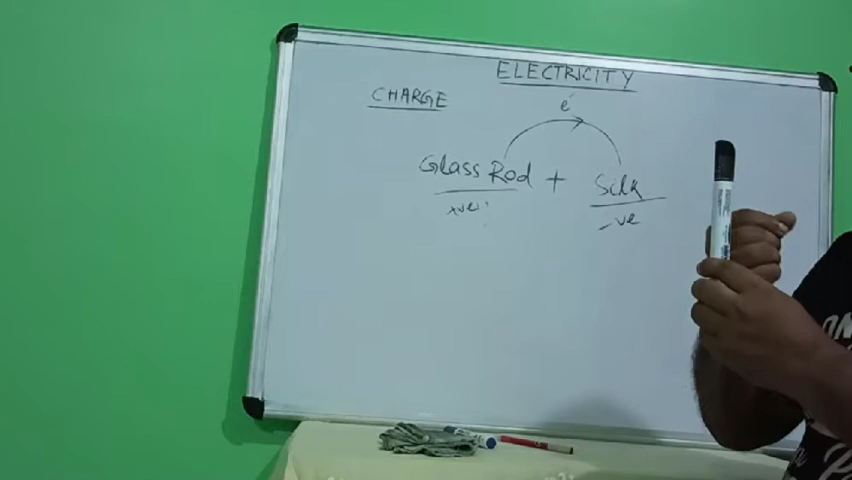 ELECTRICITY
CHARGE
e⁻
Glass Rod + Silk
+ve -ve